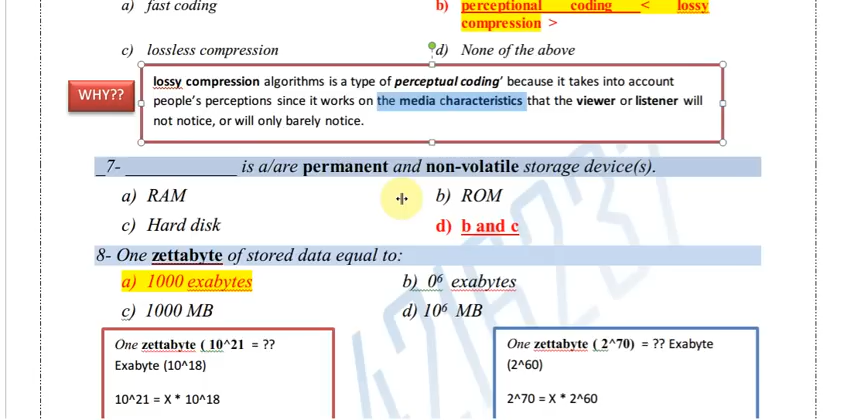 a) fast coding
b) perceptional coding < lossy
compression >
c) lossless compression
d) None of the above
WHY??
lossy compression algorithms is a type of perceptual coding' because it takes into account
people's perceptions since it works on the media characteristics that the viewer or listener will
not notice, or will only barely notice.
_7- _____________ is a/are permanent and non-volatile storage device(s).
a) RAM
b) ROM
c) Hard disk
d) b and c
8- One zettabyte of stored data equal to:
a) 1000 exabytes
b) 0⁶ exabytes
c) 1000 MB
d) 10⁶ MB
One zettabyte ( 10^21 = ??
Exabyte (10^18)
10^21 = X * 10^18
One zettabyte ( 2^70) = ?? Exabyte
(2^60)
2^70 = X * 2^60